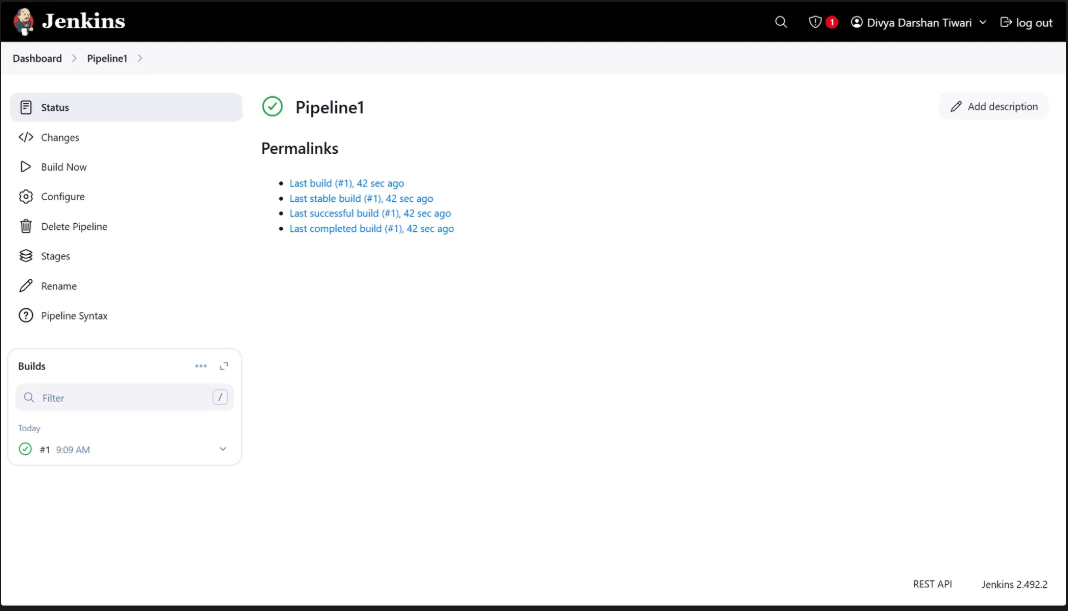 Jenkins
1 Divya Darshan Tiwari log out
Dashboard Pipeline1
Status
Changes
Build Now
Configure
Delete Pipeline
Stages
Rename
Pipeline Syntax
Builds
Filter /
Today
#1 9:09 AM
Pipeline1
Add description
Permalinks
Last build (#1), 42 sec ago
Last stable build (#1), 42 sec ago
Last successful build (#1), 42 sec ago
Last completed build (#1), 42 sec ago
REST API Jenkins 2.492.2